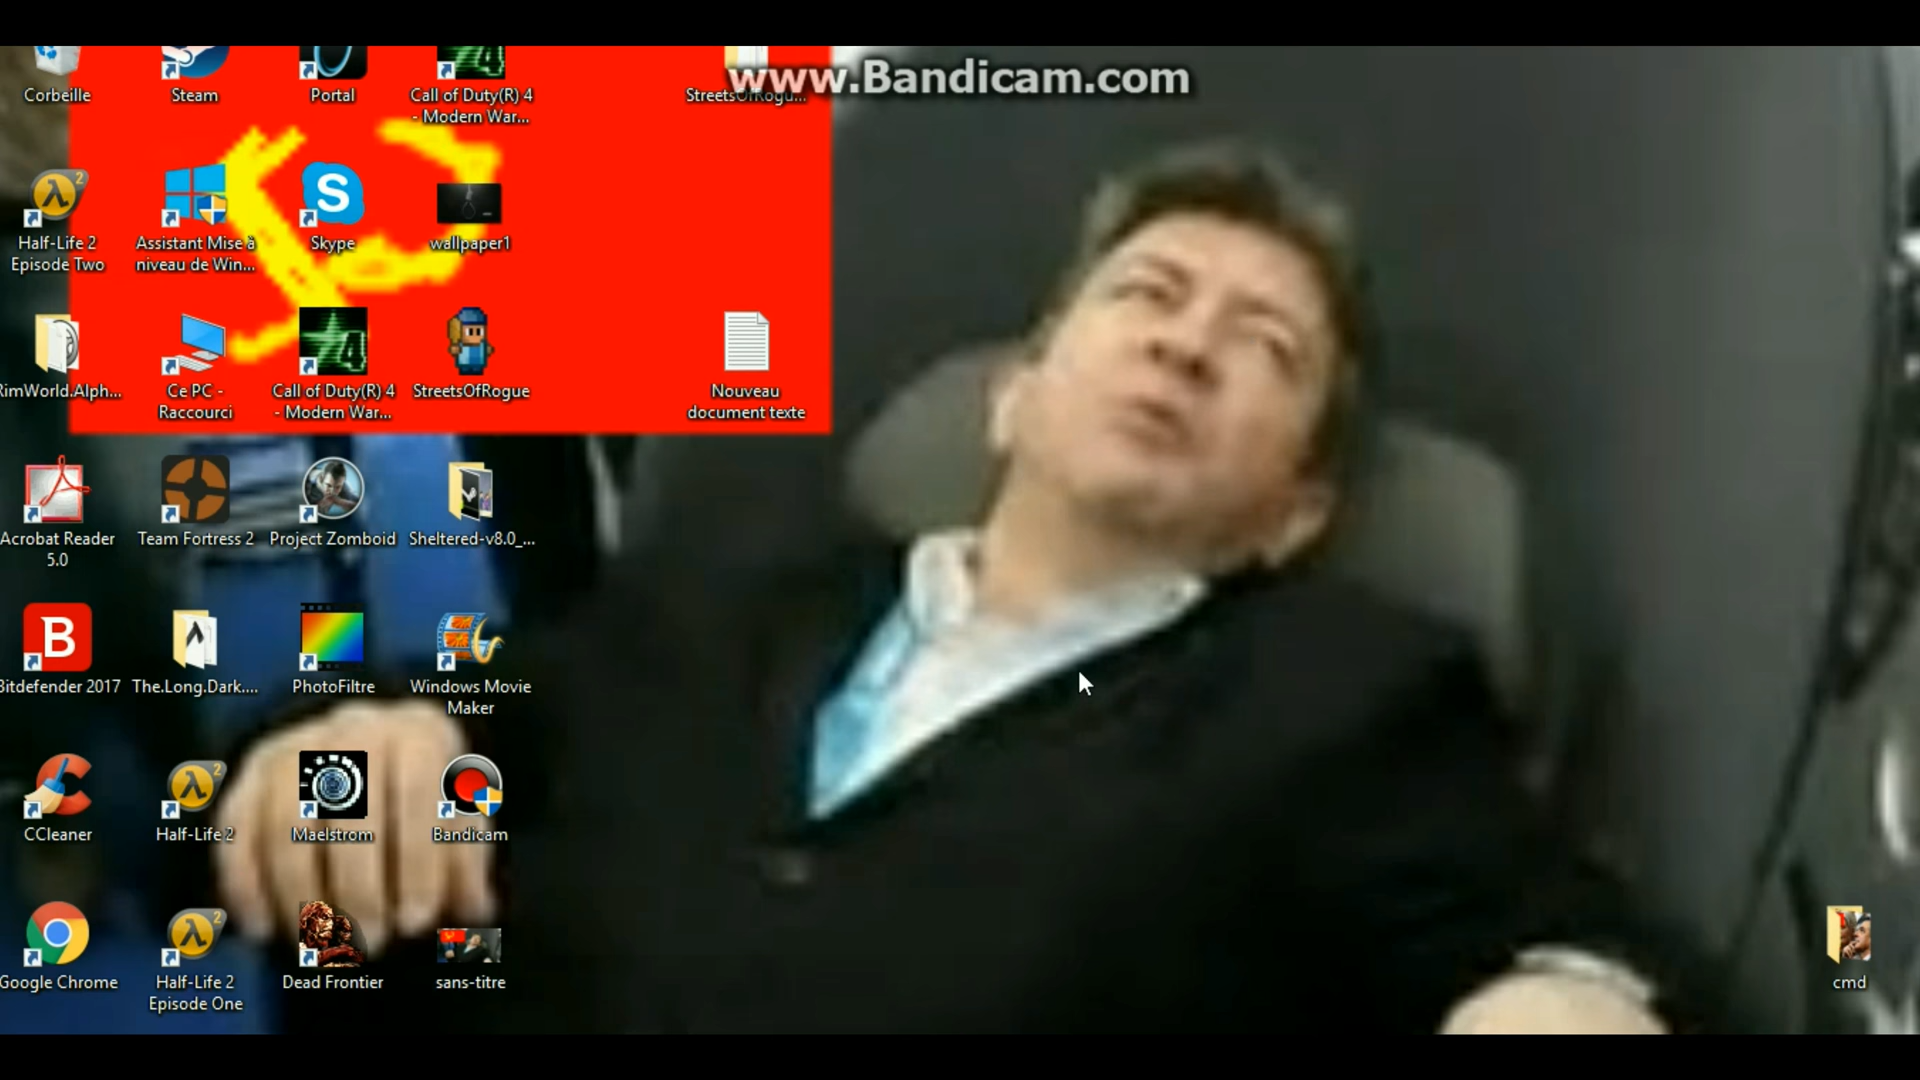 www.Bandicam.com
Corbeille
Steam
Portal
Call of Duty(R) 4
- Modern War...
StreetsOfRogu...
Half-Life 2
Episode Two
Assistant Mise à
niveau de Win...
Skype
wallpaper1
RimWorld.Alph...
Ce PC -
Raccourci
Call of Duty(R) 4
- Modern War...
StreetsOfRogue
Nouveau
document texte
Acrobat Reader
5.0
Team Fortress 2
Project Zomboid
Sheltered-v8.0_...
Bitdefender 2017
The.Long.Dark....
PhotoFiltre
Windows Movie
Maker
CCleaner
Half-Life 2
Maelstrom
Bandicam
Google Chrome
Half-Life 2
Episode One
Dead Frontier
sans-titre
cmd